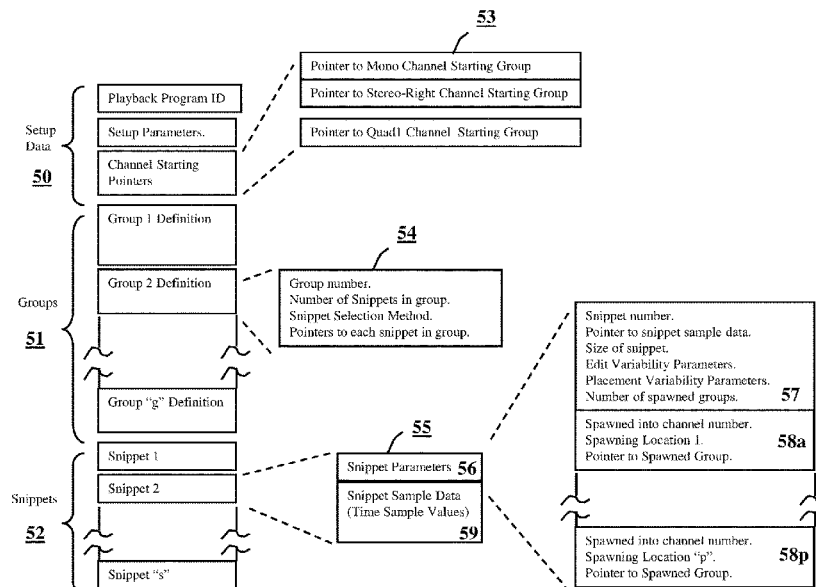 53
Pointer to Mono Channel Starting Group
Pointer to Stereo-Right Channel Starting Group
Pointer to Quad1 Channel Starting Group
Setup
Data
50
Playback Program ID
Setup Parameters.
Channel Starting
Pointers
Groups
51
Group 1 Definition
Group 2 Definition
Group “g” Definition
54
Group number.
Number of Snippets in group.
Snippet Selection Method.
Pointers to each snippet in group.
Snippets
52
Snippet 1
Snippet 2
Snippet “s”
55
Snippet Parameters 56
Snippet Sample Data
(Time Sample Values)
59
Snippet number.
Pointer to snippet sample data.
Size of snippet.
Edit Variability Parameters.
Placement Variability Parameters.
Number of spawned groups. 57
Spawned into channel number.
Spawning Location 1. 58a
Pointer to Spawned Group.
Spawned into channel number.
Spawning Location “p”. 58p
Pointer to Spawned Group.